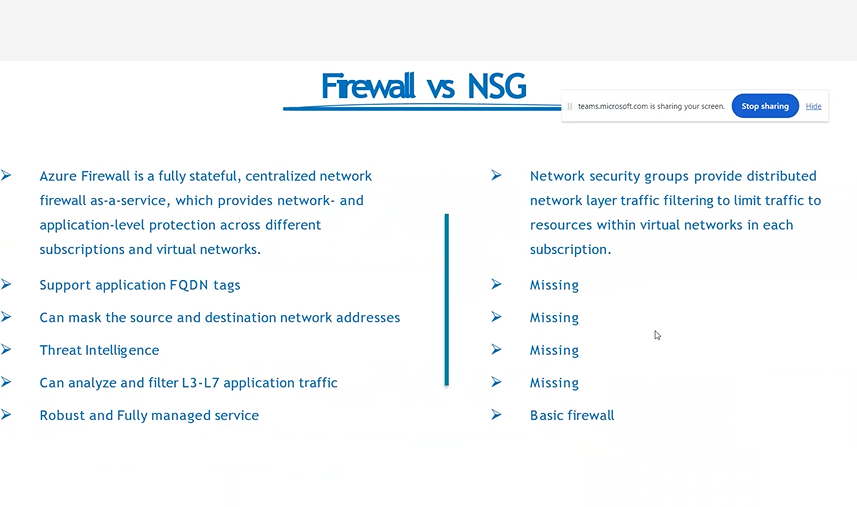 Firewall vs NSG
teams.microsoft.com is sharing your screen. Stop sharing Hide
Azure Firewall is a fully stateful, centralized network
firewall as-a-service, which provides network- and
application-level protection across different
subscriptions and virtual networks.
Support application FQDN tags
Can mask the source and destination network addresses
Threat Intelligence
Can analyze and filter L3-L7 application traffic
Robust and Fully managed service
Network security groups provide distributed
network layer traffic filtering to limit traffic to
resources within virtual networks in each
subscription.
Missing
Missing
Missing
Missing
Basic firewall